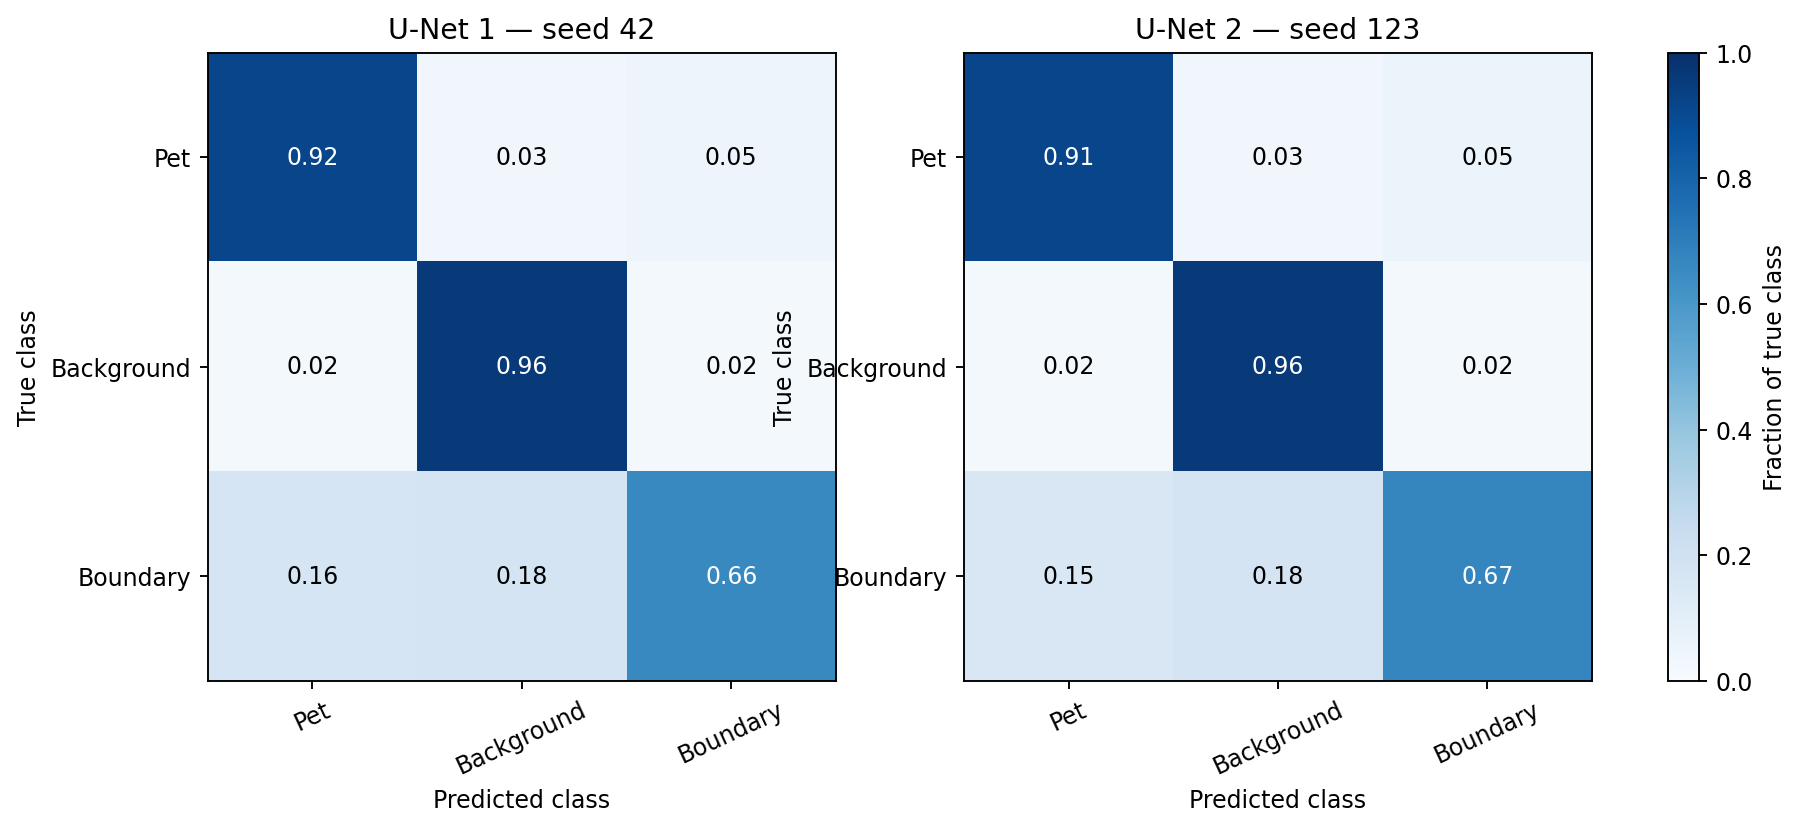 U-Net 1 — seed 42
True class
Pet
Background
Boundary
0.92 0.03 0.05
0.02 0.96 0.02
0.16 0.18 0.66
Pet Background Boundary
Predicted class
U-Net 2 — seed 123
True class
Pet
Background
Boundary
0.91 0.03 0.05
0.02 0.96 0.02
0.15 0.18 0.67
Pet Background Boundary
Predicted class
1.0
0.8
0.6
0.4
0.2
0.0
Fraction of true class